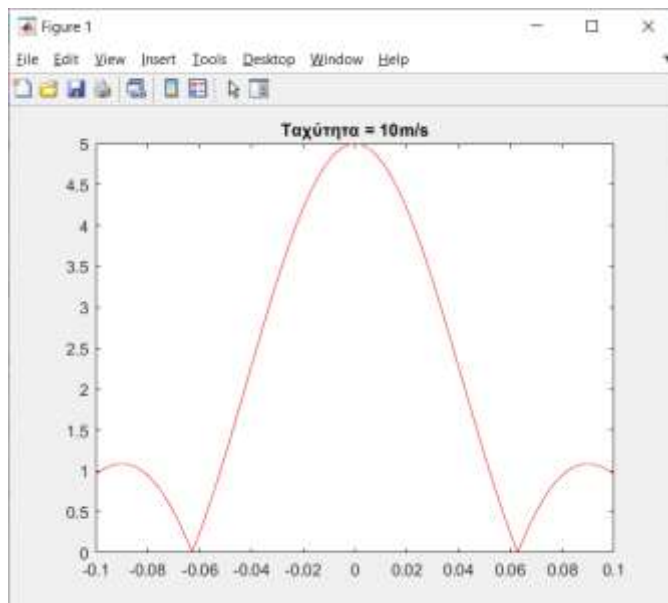 Figure 1
File Edit View Insert Tools Desktop Window Help
Ταχύτητα = 10m/s
5
4.5
4
3.5
3
2.5
2
1.5
1
0.5
0
-0.1 -0.08 -0.06 -0.04 -0.02 0 0.02 0.04 0.06 0.08 0.1